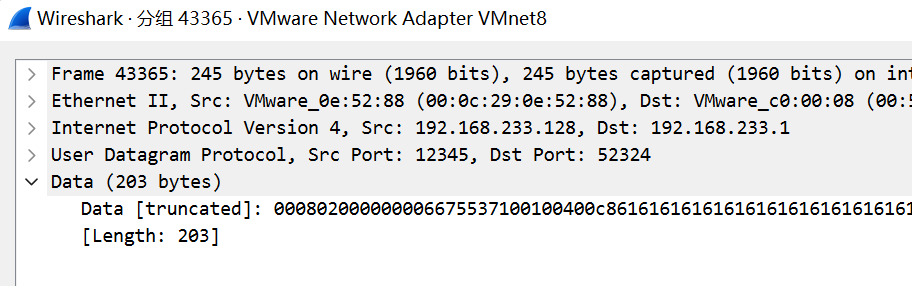 Wireshark · 分组 43365 · VMware Network Adapter VMnet8
Frame 43365: 245 bytes on wire (1960 bits), 245 bytes captured (1960 bits) on int
Ethernet II, Src: VMware_0e:52:88 (00:0c:29:0e:52:88), Dst: VMware_c0:00:08 (00:5
Internet Protocol Version 4, Src: 192.168.233.128, Dst: 192.168.233.1
User Datagram Protocol, Src Port: 12345, Dst Port: 52324
Data (203 bytes)
Data [truncated]: 000802000000006675537100100400c861616161616161616161616161616161
[Length: 203]